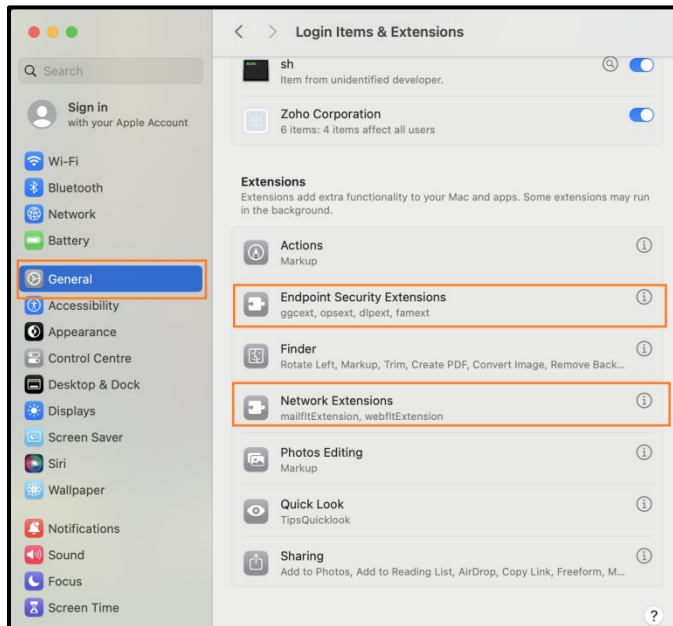 Login Items & Extensions
Search
Sign in
with your Apple Account
Wi-Fi
Bluetooth
Network
Battery
General
Accessibility
Appearance
Control Centre
Desktop & Dock
Displays
Screen Saver
Siri
Wallpaper
Notifications
Sound
Focus
Screen Time
sh
Item from unidentified developer.
Zoho Corporation
6 items: 4 items affect all users
Extensions
Extensions add extra functionality to your Mac and apps. Some extensions may run
in the background.
Actions
Markup
Endpoint Security Extensions
ggcext, opsext, dlpext, famext
Finder
Rotate Left, Markup, Trim, Create PDF, Convert Image, Remove Back...
Network Extensions
mailfltExtension, webfltExtension
Photos Editing
Markup
Quick Look
TipsQuicklook
Sharing
Add to Photos, Add to Reading List, AirDrop, Copy Link, Freeform, M...
?